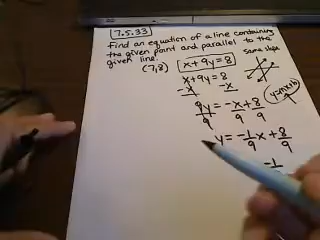 7.5.33
Find an equation of a line containing
the given point and parallel to the
given line.
Same slope
(-7,8) x+9y=8
x+9y=8
-x -x
y=mx+b
9y = -x+8
9 9 9
y= -1/9 x + 8/9
-1